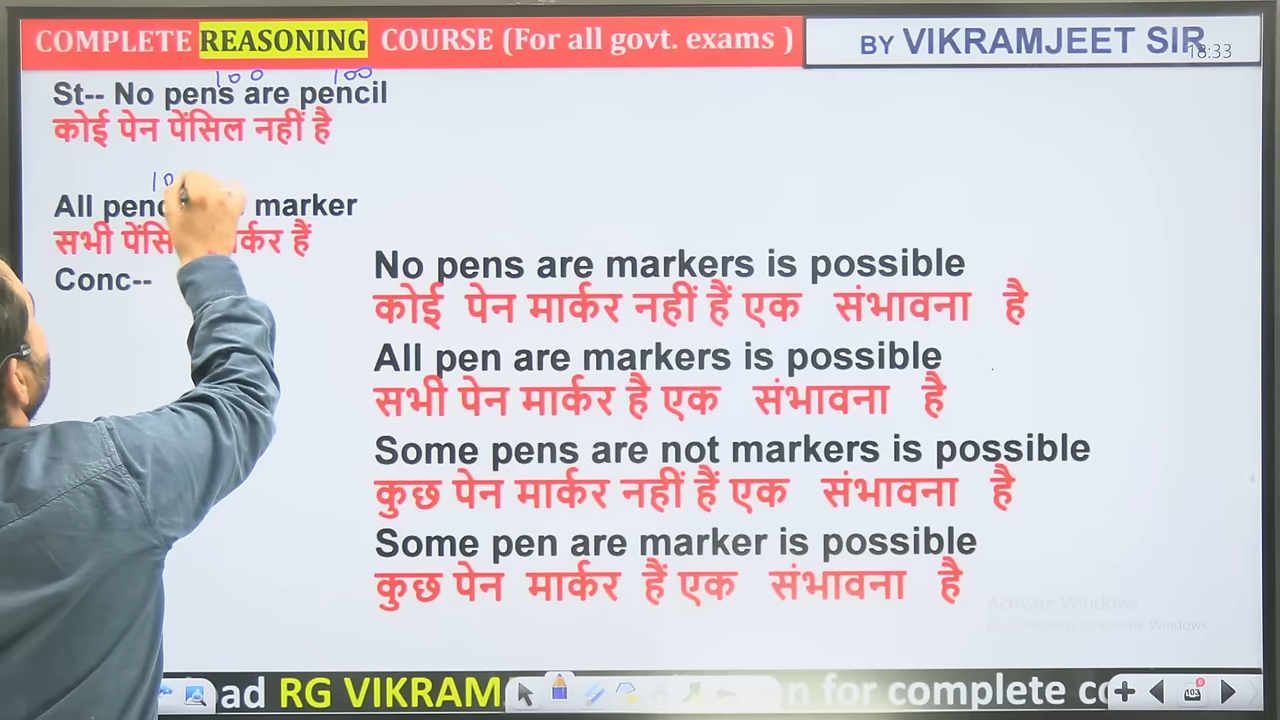 COMPLETE REASONING COURSE (For all govt. exams )
BY VIKRAMJEET SIR
18:33
100 100
St-- No pens are pencil
कोई पेन पेंसिल नहीं है
10
All marker
सभी हैं
Conc--
No pens are markers is possible
कोई पेन मार्कर नहीं हैं एक संभावना है
All pen are markers is possible
सभी पेन मार्कर है एक संभावना है
Some pens are not markers is possible
कुछ पेन मार्कर नहीं हैं एक संभावना है
Some pen are marker is possible
कुछ पेन मार्कर हैं एक संभावना है
Activate Windows
RG VIKRAM for complete